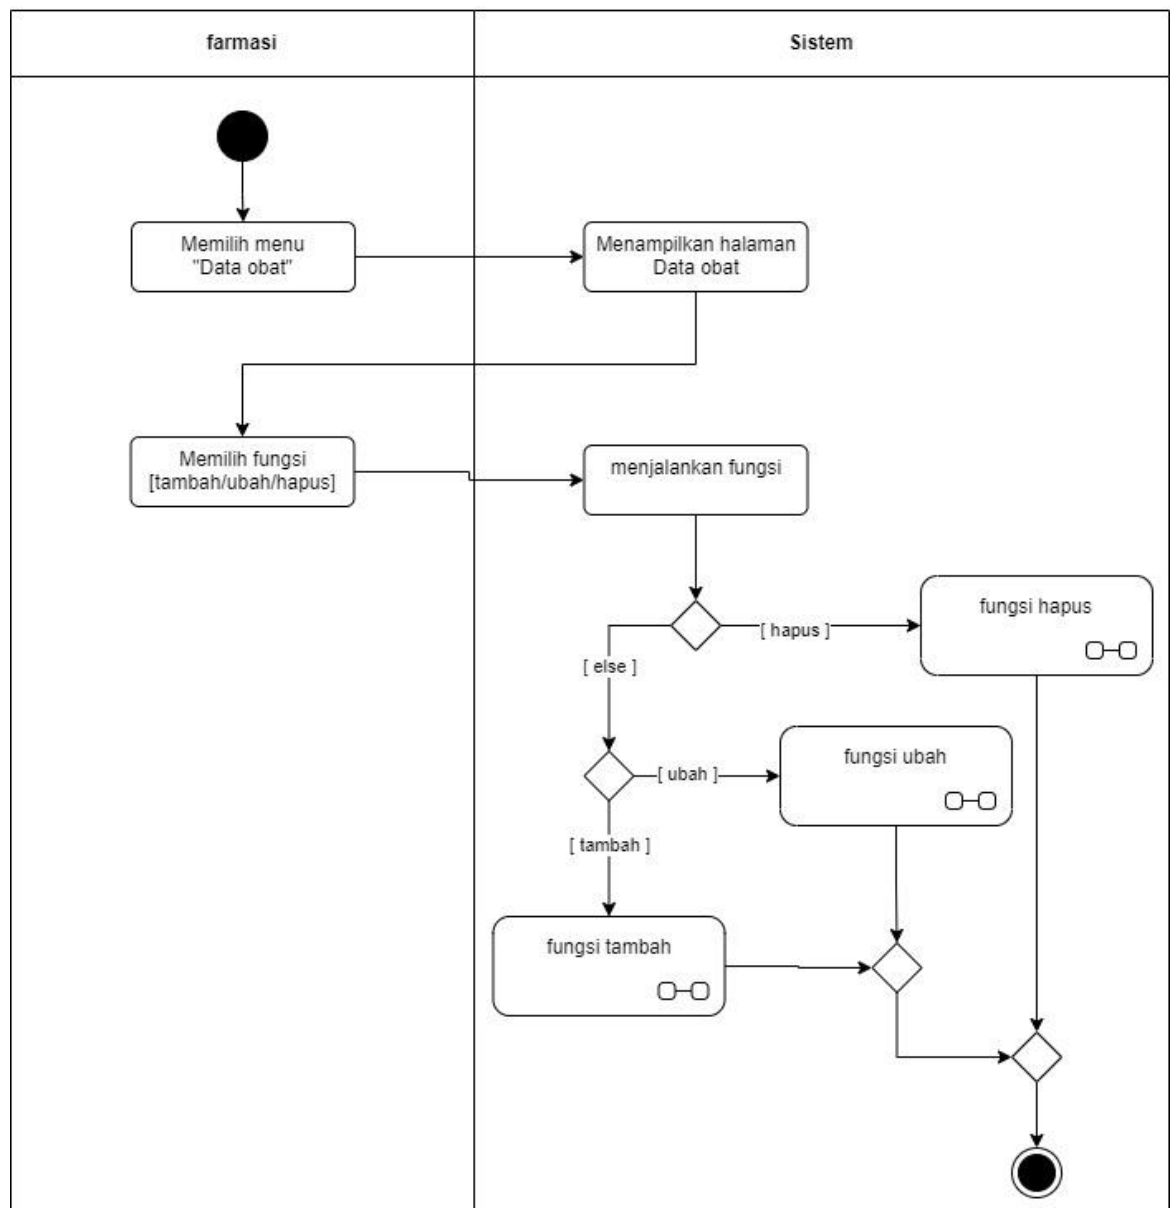 farmasi
Sistem
Memilih menu
"Data obat"
Menampilkan halaman
Data obat
Memilih fungsi
[tambah/ubah/hapus]
menjalankan fungsi
fungsi hapus
[ hapus ]
[ else ]
fungsi ubah
[ ubah ]
[ tambah ]
fungsi tambah